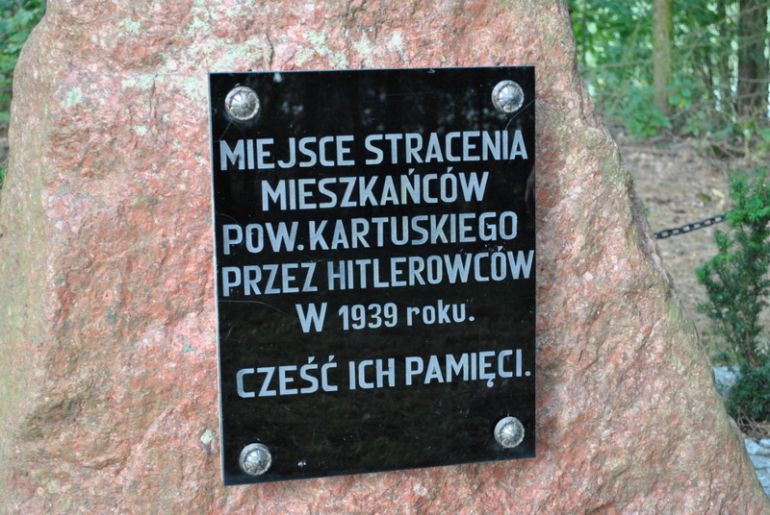 MIEJSCE STRACENIA
MIESZKAŃCÓW
POW. KARTUSKIEGO
PRZEZ HITLEROWCÓW
W 1939 roku.
CZEŚĆ ICH PAMIĘCI.